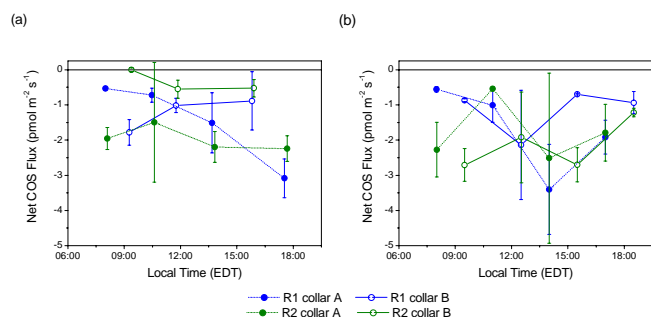 (a)
(b)
Net COS Flux (pmol m⁻² s⁻¹)
0
-1
-2
-3
-4
-5
06:00
09:00
12:00
15:00
18:00
Local Time (EDT)
Net COS Flux (pmol m⁻² s⁻¹)
0
-1
-2
-3
-4
-5
06:00
09:00
12:00
15:00
18:00
Local Time (EDT)
R1 collar A
R1 collar B
R2 collar A
R2 collar B